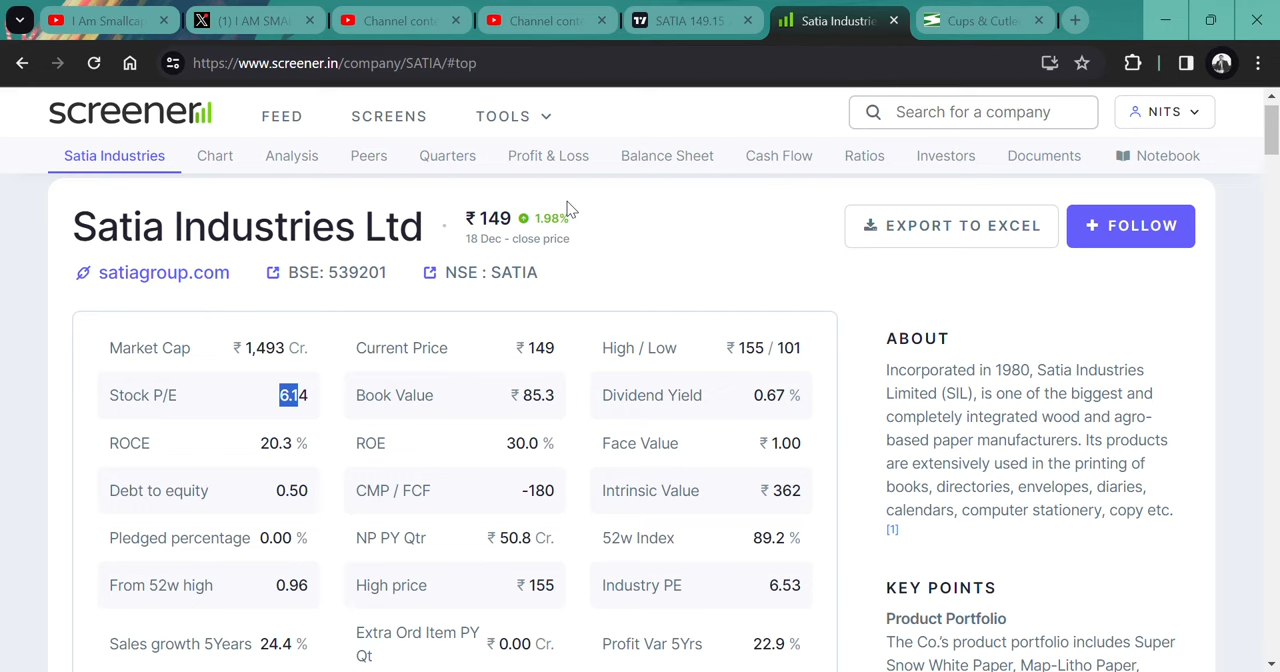 I Am Smallca
(1) I AM SMAL
Channel conte
Channel conte
SATIA 149.15
Satia Industrie
Cups & Cutle
https://www.screener.in/company/SATIA/#top
screener
FEED
SCREENS
TOOLS
Search for a company
NITS
Satia Industries
Chart
Analysis
Peers
Quarters
Profit & Loss
Balance Sheet
Cash Flow
Ratios
Investors
Documents
Notebook
Satia Industries Ltd
₹ 149 1.98%
18 Dec - close price
EXPORT TO EXCEL
+ FOLLOW
satiagroup.com
BSE: 539201
NSE : SATIA
Market Cap ₹ 1,493 Cr.
Current Price ₹ 149
High / Low ₹ 155 / 101
Stock P/E 6.14
Book Value ₹ 85.3
Dividend Yield 0.67 %
ROCE 20.3 %
ROE 30.0 %
Face Value ₹ 1.00
Debt to equity 0.50
CMP / FCF -180
Intrinsic Value ₹ 362
Pledged percentage 0.00 %
NP PY Qtr ₹ 50.8 Cr.
52w Index 89.2 %
From 52w high 0.96
High price ₹ 155
Industry PE 6.53
Sales growth 5Years 24.4 %
Extra Ord Item PY
Qt ₹ 0.00 Cr.
Profit Var 5Yrs 22.9 %
ABOUT
Incorporated in 1980, Satia Industries
Limited (SIL), is one of the biggest and
completely integrated wood and agro-
based paper manufacturers. Its products
are extensively used in the printing of
books, directories, envelopes, diaries,
calendars, computer stationery, copy etc.
[1]
KEY POINTS
Product Portfolio
The Co.'s product portfolio includes Super
Snow White Paper, Map-Litho Paper,